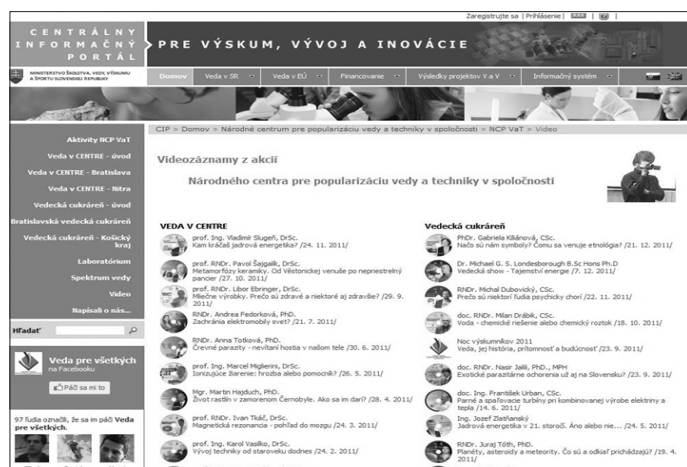 Zaregistrujte sa | Prihlásenie | RSS | |
CENTRÁLNY
INFORMAČNÝ
PORTÁL
PRE VÝSKUM, VÝVOJ A INOVÁCIE
MINISTERSTVO ŠKOLSTVA, VEDY, VÝSKUMU
A ŠPORTU SLOVENSKEJ REPUBLIKY
Domov Veda v SR Veda v EÚ Financovanie Výsledky projektov V a V Informačný systém
CIP > Domov > Národné centrum pre popularizáciu vedy a techniky v spoločnosti > NCP VaT > Video
Aktivity NCP VaT
Veda v CENTRE - úvod
Veda v CENTRE - Bratislava
Veda v CENTRE - Nitra
Vedecká cukráreň - úvod
Bratislavská vedecká cukráreň
Vedecká cukráreň - Košický
kraj
Laboratórium
Spektrum vedy
Video
Napísali o nás...
Hľadať
Veda pre všetkých
na Facebooku
Páči sa mi to
97 ľudia označili, že sa im páči Veda
pre všetkých.
Videozáznamy z akcií
Národného centra pre popularizáciu vedy a techniky v spoločnosti
VEDA V CENTRE
prof. Ing. Vladimír Slugeň, DrSc.
Kam kráčaš jadrová energetika? /24. 11. 2011/
prof. RNDr. Pavol Šajgalík, DrSc.
Metamorfózy keramiky. Od Věstonickej venuše po nepriestrelný
pancier /27. 10. 2011/
prof. RNDr. Libor Ebringer, DrSc.
Mliečne výrobky. Prečo sú zdravé a niektoré aj zdravšie? /29. 9.
2011/
RNDr. Andrea Fedorková, PhD.
Zachránia elektromobily svet? /21. 7. 2011/
RNDr. Anna Totková, PhD.
Črevné parazity - nevítaní hostia v našom tele /30. 6. 2011/
prof. Ing. Marcel Miglierini, DrSc.
Ionizujúce žiarenie: hrozba alebo pomocník? /26. 5. 2011/
Mgr. Martin Hajduch, PhD.
Život rastlín v zamorenom Černobyle. Ako sa im darí? /28. 4. 2011/
prof. RNDr. Ivan Tkáč, DrSc.
Magnetická rezonancia - pohľad do mozgu /24. 3. 2011/
prof. Ing. Karol Vasilko, DrSc.
Vývoj techniky od staroveku dodnes /24. 2. 2011/
Vedecká cukráreň
PhDr. Gabriela Kiliánová, CSc.
Načo sú nám symboly? Čomu sa venuje etnológia? /21. 12. 2011/
Dr. Michael G. S. Londesborough B.Sc Hons Ph.D
Vedecká show - Tajemství energie /7. 12. 2011/
RNDr. Michal Dubovický, CSc.
Prečo sú niektorí ľudia psychicky chorí /22. 11. 2011/
doc. RNDr. Milan Drábik, CSc.
Voda - chemické riešenie alebo chemický roztok /18. 10. 2011/
Noc výskumníkov 2011
Veda, jej história, prítomnosť a budúcnosť /23. 9. 2011/
doc. RNDr. Nasir Jalili, PhD., MPH
Exotické parazitárne ochorenia už aj na Slovensku? /23. 9. 2011/
doc. Ing. František Urban, CSc.
Parné a spaľovacie turbíny pri kombinovanej výrobe elektriny a
tepla /14. 6. 2011/
Ing. Jozef Zlatňanský
Jadrová energetika v 21. storočí. Áno alebo nie... /24. 5. 2011/
RNDr. Juraj Tóth, PhD.
Planéty, asteroidy a meteority. Čo sú a odkiaľ prichádzajú? /19. 4.
2011/